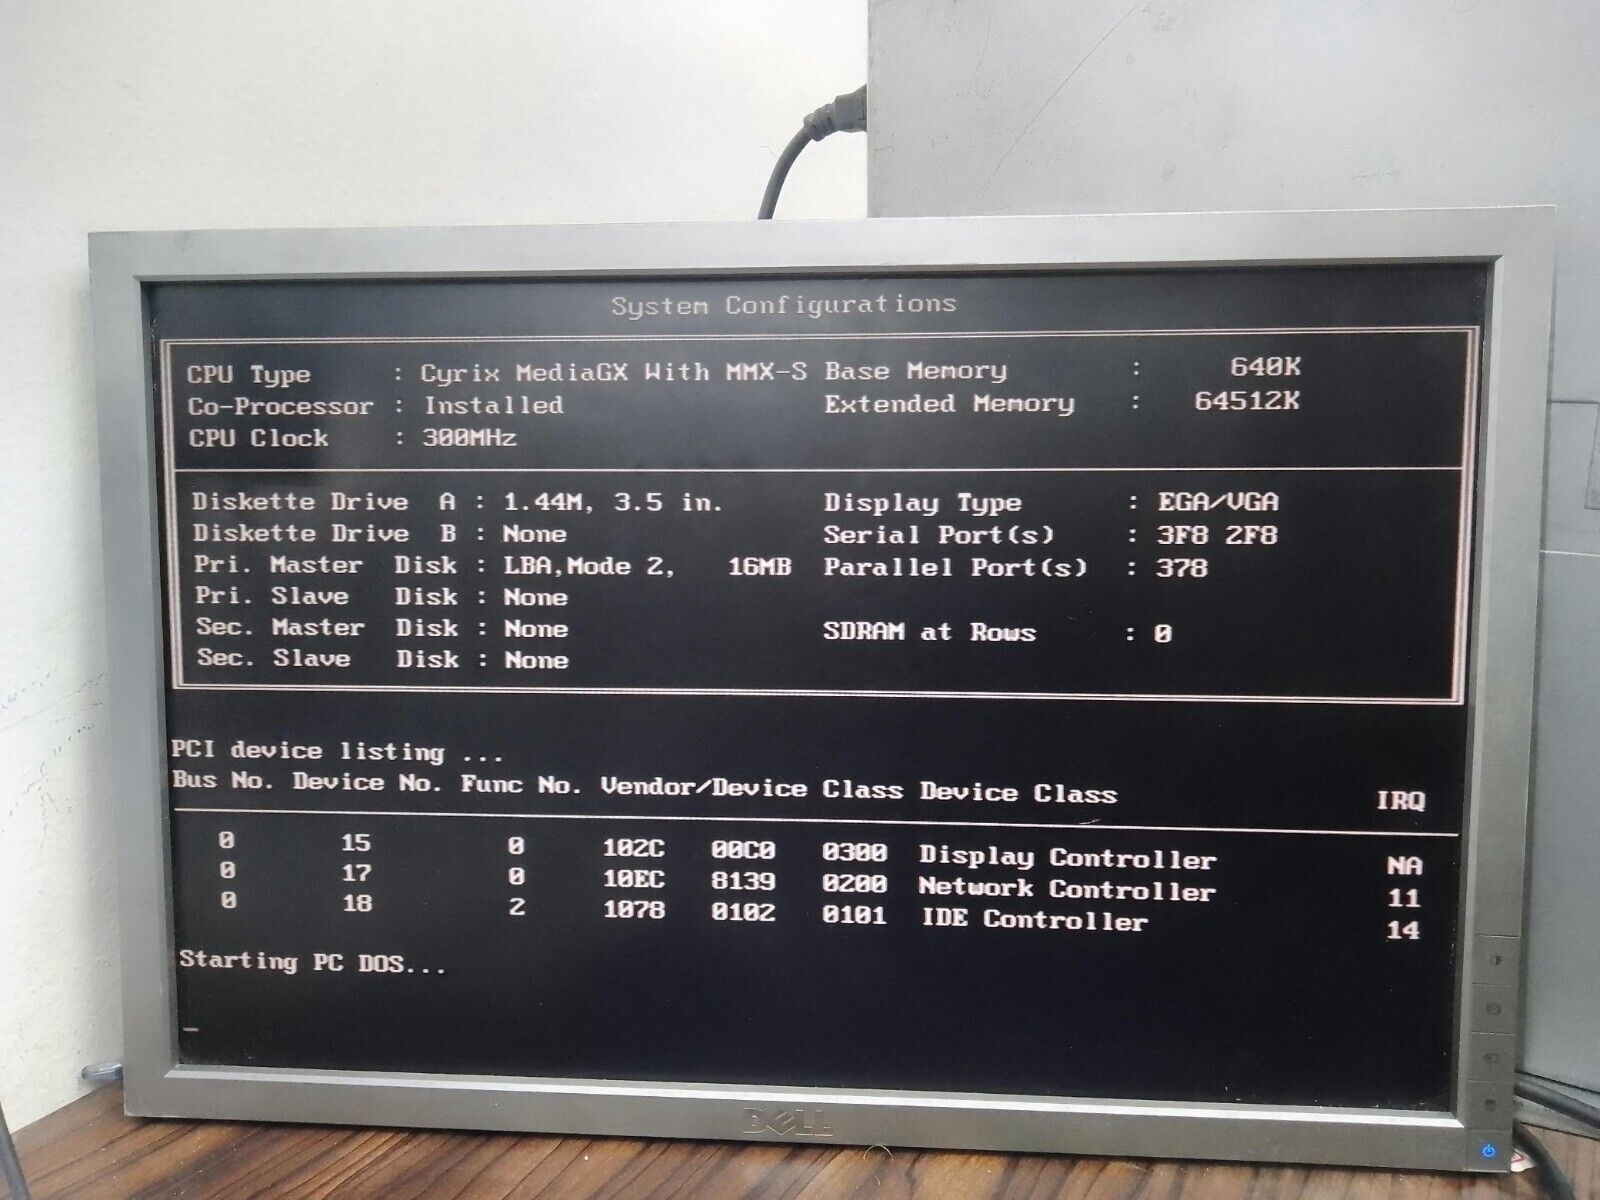 System Configurations
CPU Type : Cyrix MediaGX With MMX-S Base Memory : 640K
Co-Processor : Installed Extended Memory : 64512K
CPU Clock : 300MHz
Diskette Drive A : 1.44M, 3.5 in. Display Type : EGA/VGA
Diskette Drive B : None Serial Port(s) : 3F8 2F8
Pri. Master Disk : LBA,Mode 2, 16MB Parallel Port(s) : 378
Pri. Slave Disk : None
Sec. Master Disk : None SDRAM at Rows : 0
Sec. Slave Disk : None
PCI device listing ...
Bus No. Device No. Func No. Vendor/Device Class Device Class IRQ
0 15 0 102C 00C0 0300 Display Controller NA
0 17 0 10EC 8139 0200 Network Controller 11
0 18 2 1078 0102 0101 IDE Controller 14
Starting PC DOS...
_
DELL